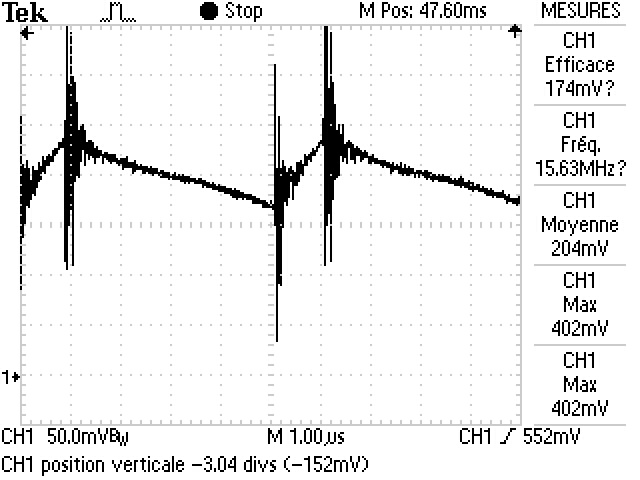 Tek Stop M Pos: 47.60ms MESURES
CH1
Efficace
174mV?
CH1
Fréq.
15.63MHz?
CH1
Moyenne
204mV
CH1
Max
402mV
CH1
Max
402mV
1
CH1 50.0mVBW M 1.00µs CH1 552mV
CH1 position verticale -3.04 divs (-152mV)